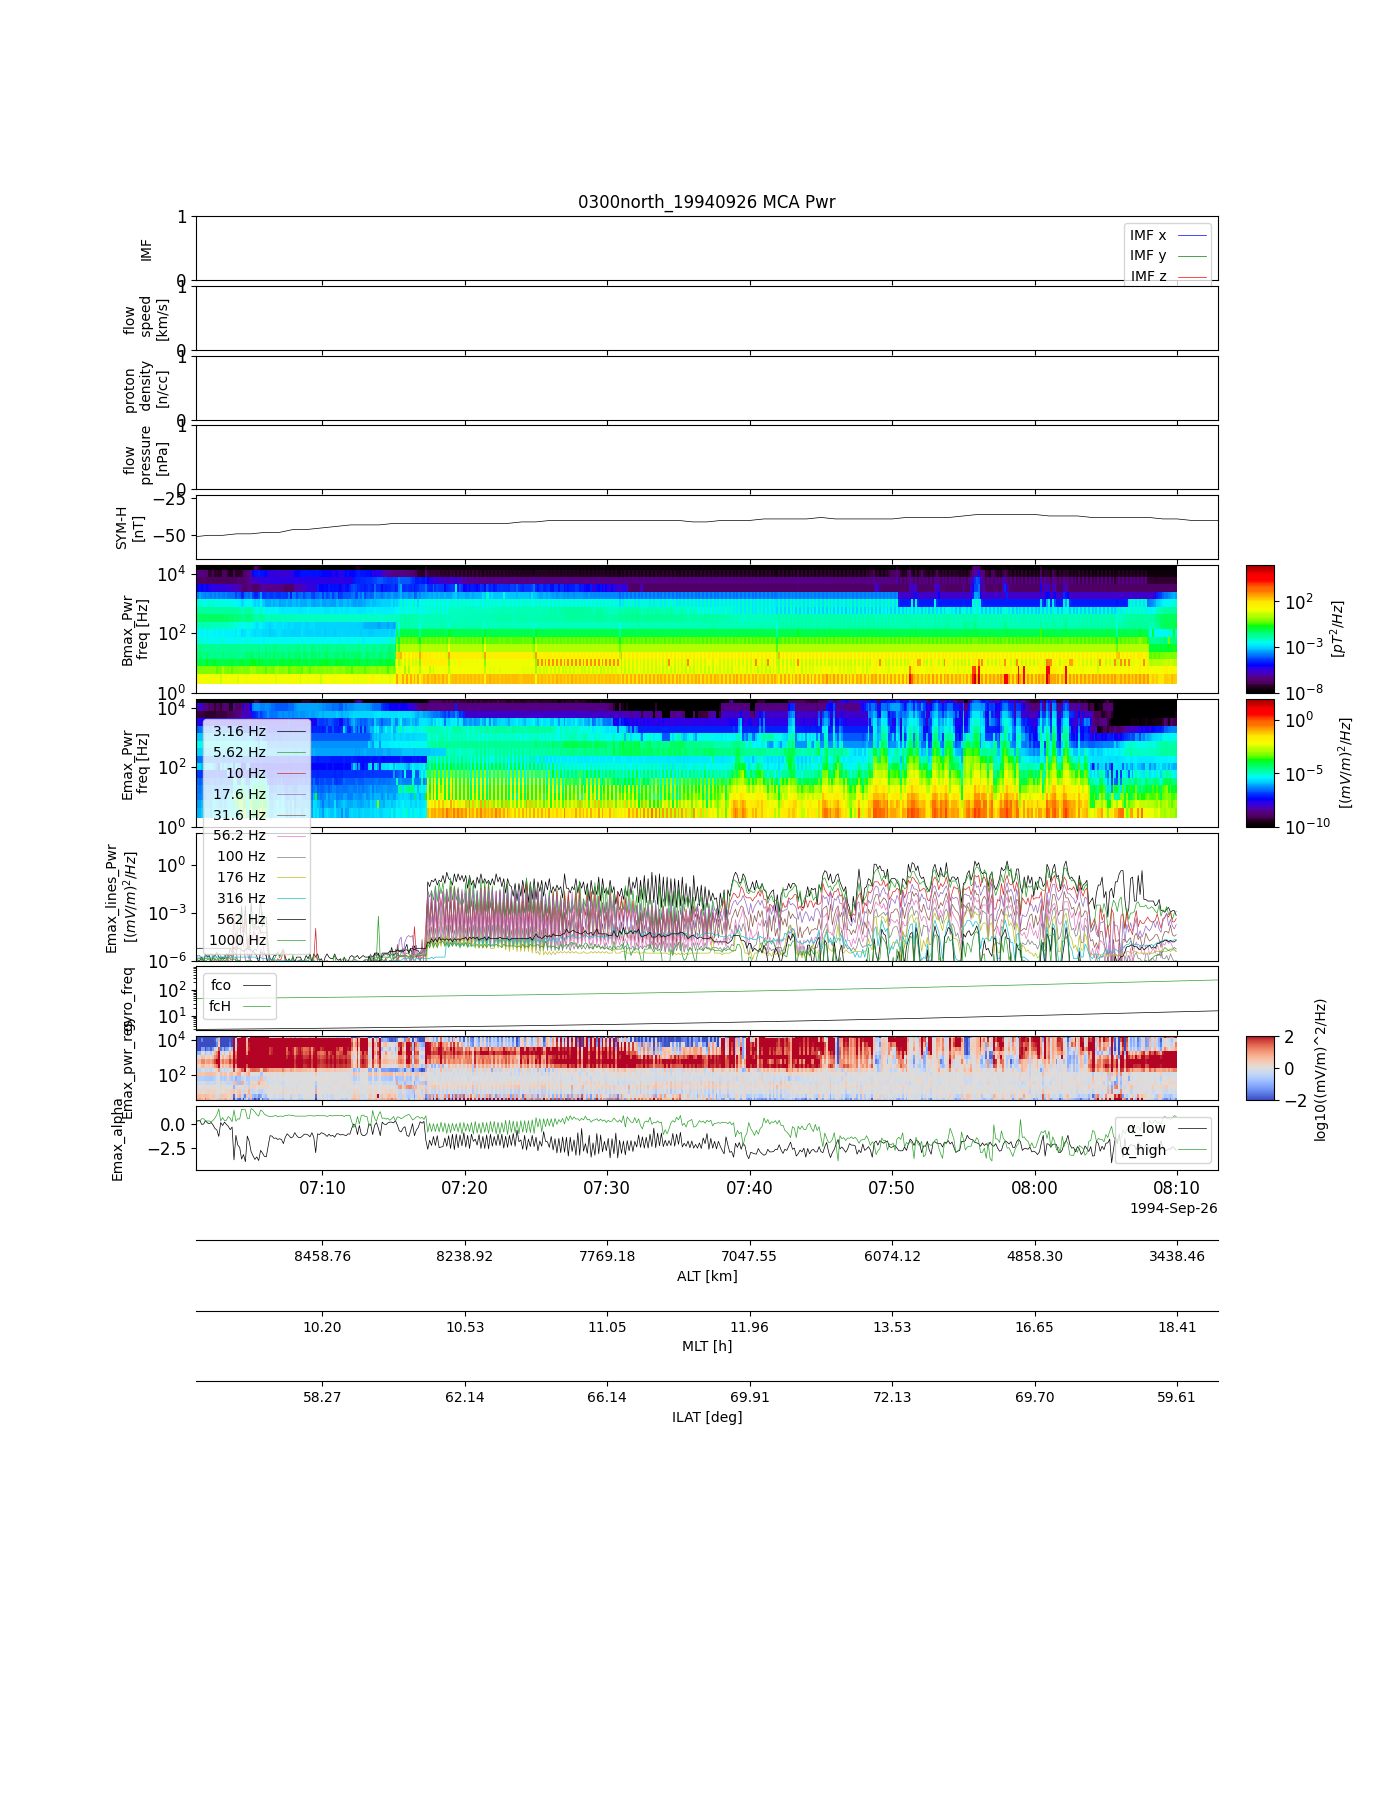 0300north_19940926 MCA Pwr
1
0
IMF
IMF x
IMF y
IMF z
1
0
flow
speed
[km/s]
1
0
proton
density
[n/cc]
1
0
flow
pressure
[nPa]
−25
−50
SYM-H
[nT]
10^4
10^2
10^0
Bmax_Pwr
freq [Hz]
10^2
10^−3
10^−8
[pT^2/Hz]
10^4
10^2
10^0
Emax_Pwr
freq [Hz]
10^0
10^−5
10^−10
[(mV/m)^2/Hz]
3.16 Hz
5.62 Hz
10 Hz
17.6 Hz
31.6 Hz
56.2 Hz
100 Hz
176 Hz
316 Hz
562 Hz
1000 Hz
10^0
10^−3
10^−6
Emax_lines_Pwr
[(mV/m)^2/Hz]
10^2
10^1
gyro_freq
fco
fcH
10^4
10^2
Emax_pwr_reg
2
0
−2
log10((mV/m)^2/Hz)
0.0
−2.5
Emax_alpha
α_low
α_high
07:10 07:20 07:30 07:40 07:50 08:00 08:10
1994-Sep-26
8458.76 8238.92 7769.18 7047.55 6074.12 4858.30 3438.46
ALT [km]
10.20 10.53 11.05 11.96 13.53 16.65 18.41
MLT [h]
58.27 62.14 66.14 69.91 72.13 69.70 59.61
ILAT [deg]